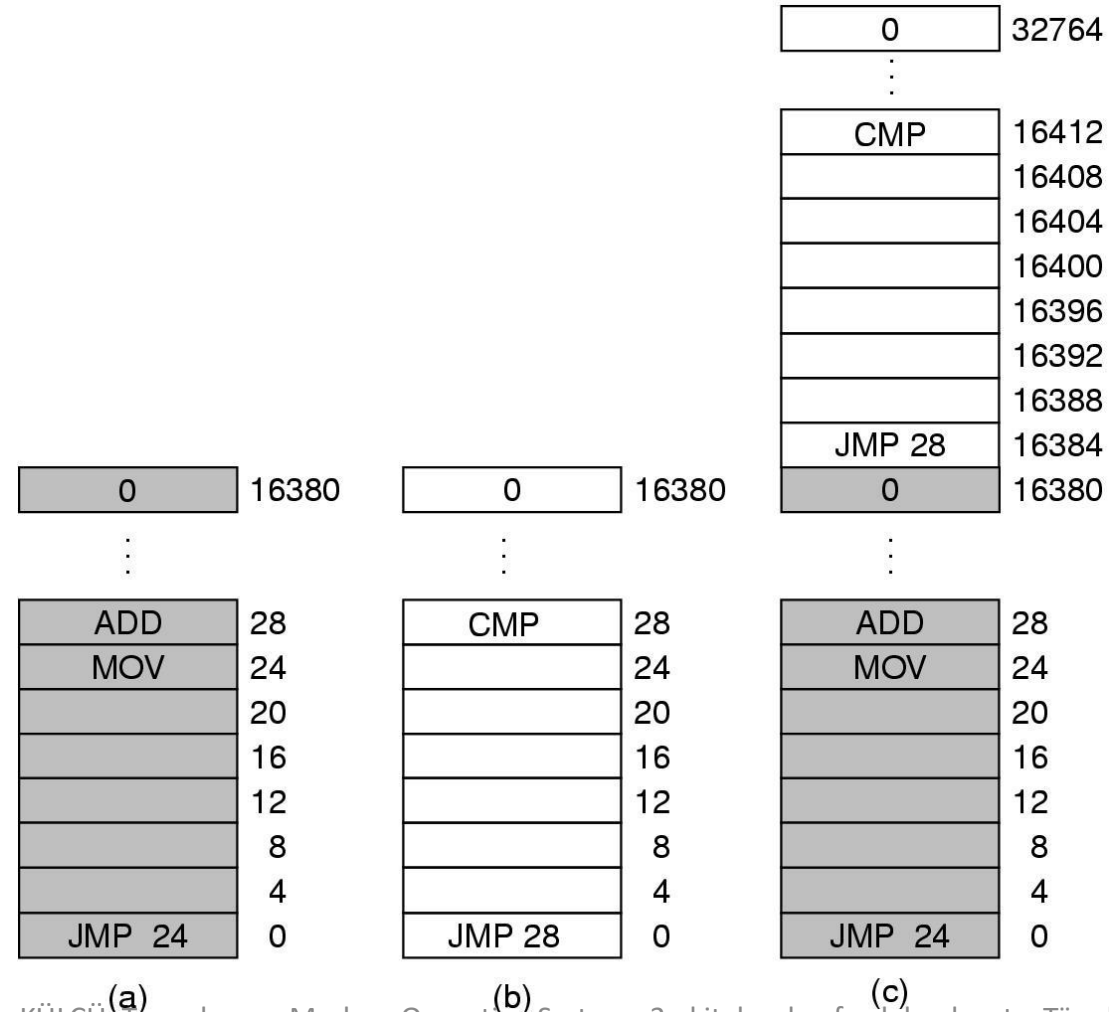 0 32764
CMP 16412
16408
16404
16400
16396
16392
16388
JMP 28 16384
0 16380
0 16380
0 16380
ADD 28
MOV 24
20
16
12
8
4
JMP 24 0
(a)
CMP 28
24
20
16
12
8
4
JMP 28 0
(b)
ADD 28
MOV 24
20
16
12
8
4
JMP 24 0
(c)